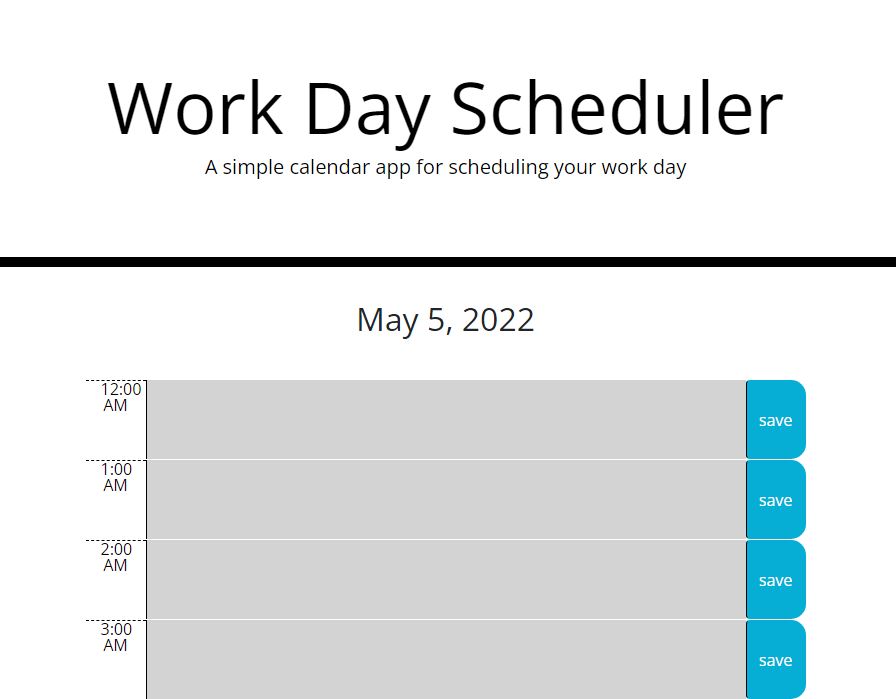 Work Day Scheduler
A simple calendar app for scheduling your work day
May 5, 2022
12:00
AM
save
1:00
AM
save
2:00
AM
save
3:00
AM
save